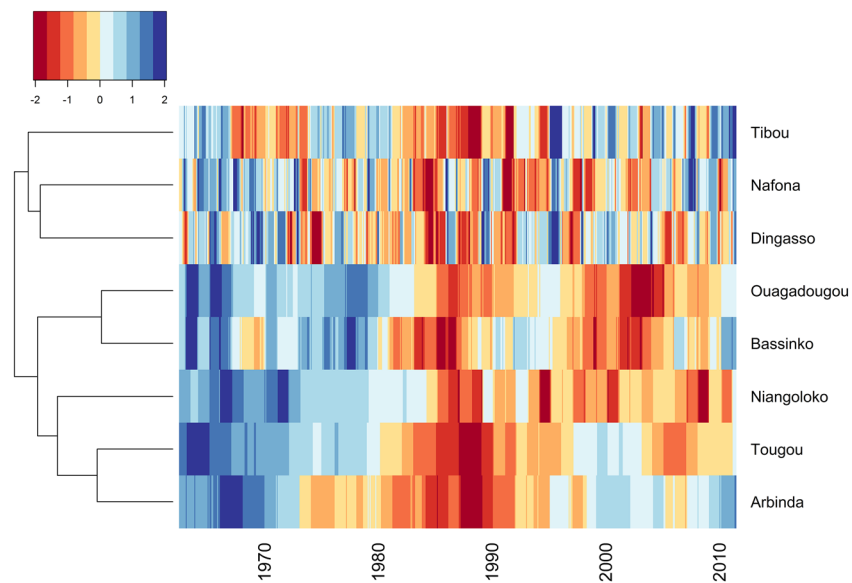 -2 -1 0 1 2
Tibou
Nafona
Dingasso
Ouagadougou
Bassinko
Niangoloko
Tougou
Arbinda
1970 1980 1990 2000 2010